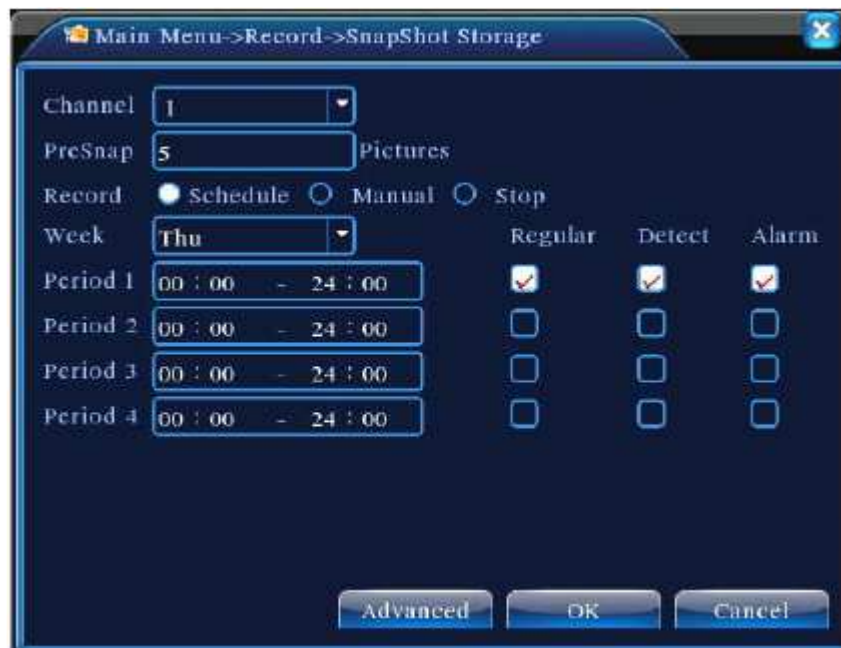 Main Menu->Record->SnapShot Storage
Channel 1
PreSnap 5 Pictures
Record Schedule Manual Stop
Week Thu Regular Detect Alarm
Period 1 00 : 00 - 24 : 00
Period 2 00 : 00 - 24 : 00
Period 3 00 : 00 - 24 : 00
Period 4 00 : 00 - 24 : 00
Advanced OK Cancel